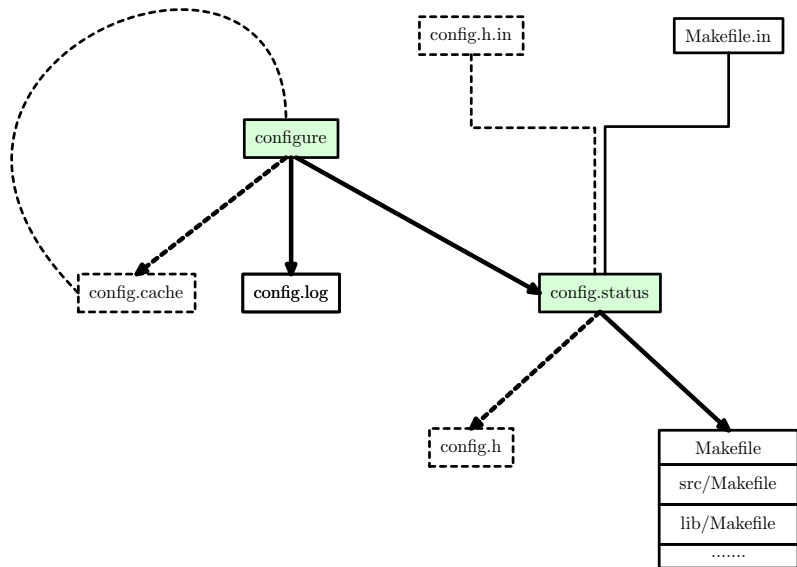 config.h.in
Makefile.in
configure
config.cache
config.log
config.status
config.h
Makefile
src/Makefile
lib/Makefile
.......